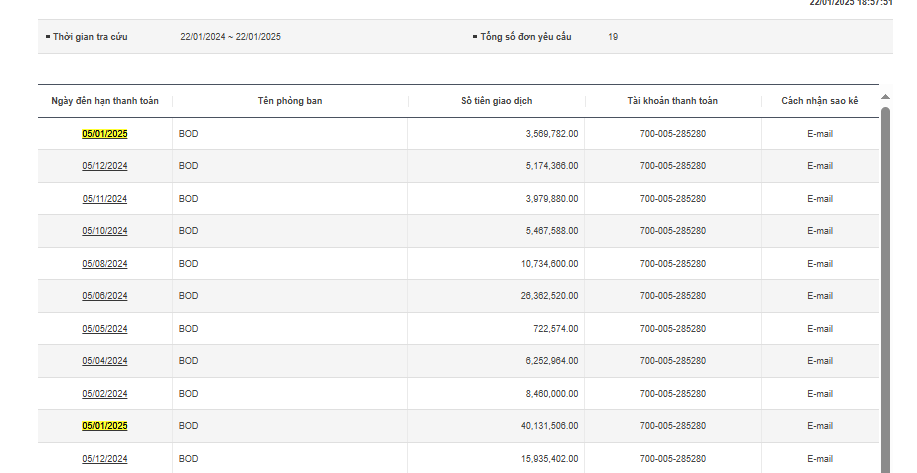 22/01/2025 18:57:51
Thời gian tra cứu 22/01/2024 ~ 22/01/2025 Tổng số đơn yêu cầu 19
Ngày đến hạn thanh toán Tên phòng ban Số tiền giao dịch Tài khoản thanh toán Cách nhận sao kê
05/01/2025 BOD 3,569,782.00 700-005-285280 E-mail
05/12/2024 BOD 5,174,366.00 700-005-285280 E-mail
05/11/2024 BOD 3,979,880.00 700-005-285280 E-mail
05/10/2024 BOD 5,467,588.00 700-005-285280 E-mail
05/08/2024 BOD 10,734,600.00 700-005-285280 E-mail
05/06/2024 BOD 26,362,520.00 700-005-285280 E-mail
05/05/2024 BOD 722,574.00 700-005-285280 E-mail
05/04/2024 BOD 6,252,964.00 700-005-285280 E-mail
05/02/2024 BOD 8,460,000.00 700-005-285280 E-mail
05/01/2025 BOD 40,131,506.00 700-005-285280 E-mail
05/12/2024 BOD 15,935,402.00 700-005-285280 E-mail